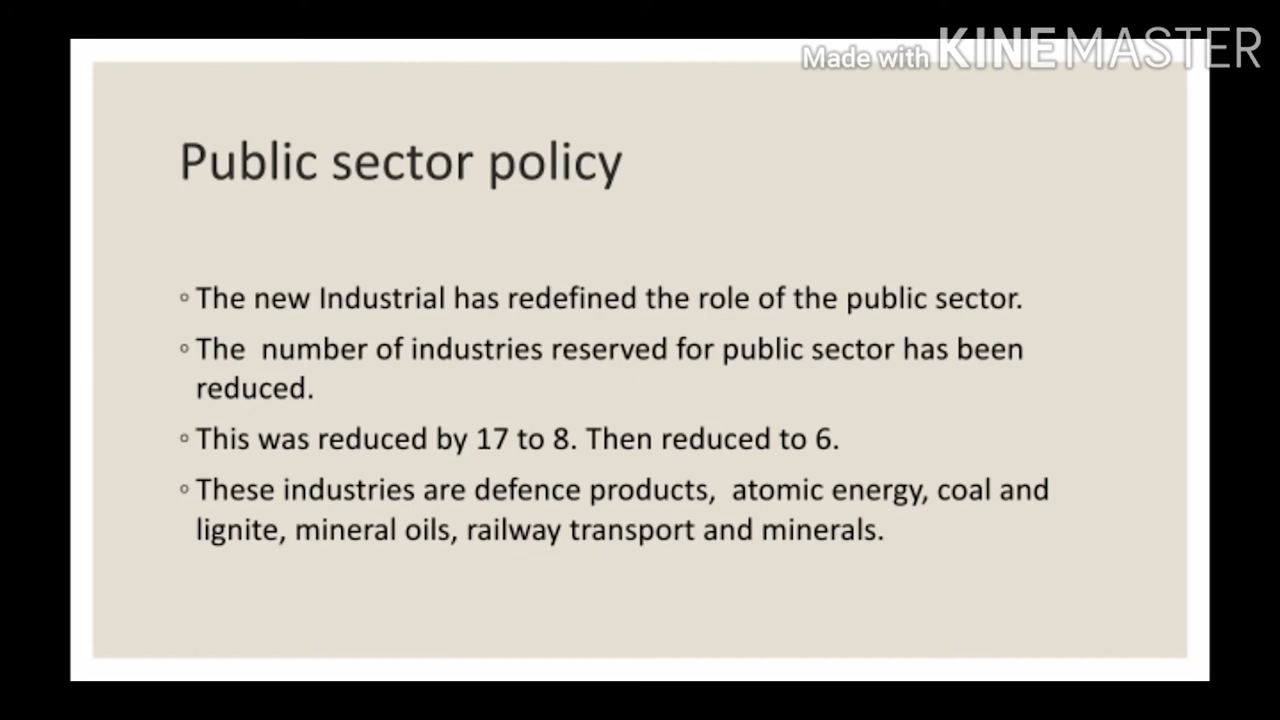 Made with KINEMASTER
Public sector policy
◦ The new Industrial has redefined the role of the public sector.
◦ The  number of industries reserved for public sector has been
reduced.
◦ This was reduced by 17 to 8. Then reduced to 6.
◦ These industries are defence products,  atomic energy, coal and
lignite, mineral oils, railway transport and minerals.